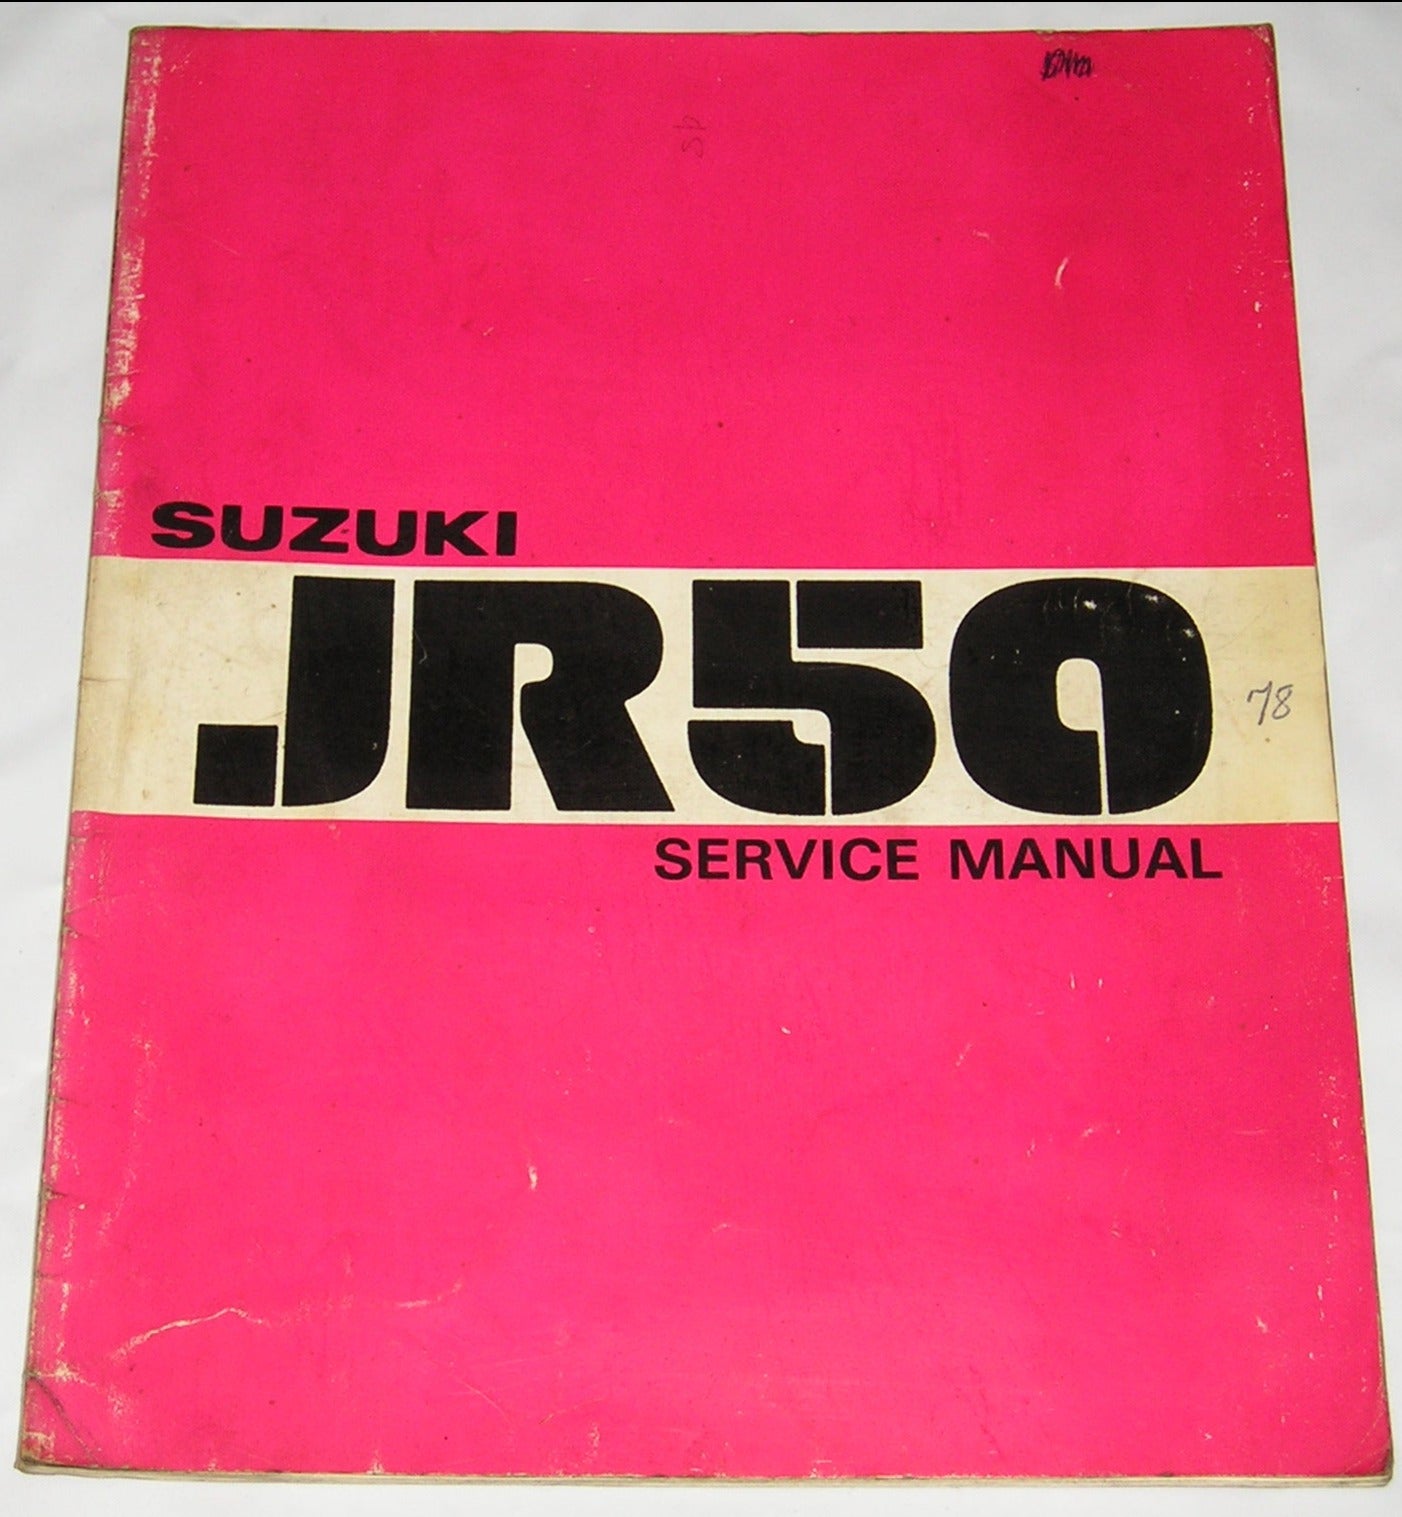 SUZUKI
JR50
78
SERVICE MANUAL